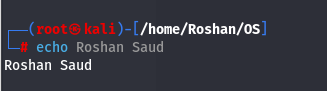 ┌──(root㉿kali)-[/home/Roshan/OS]
└─# echo Roshan Saud
Roshan Saud